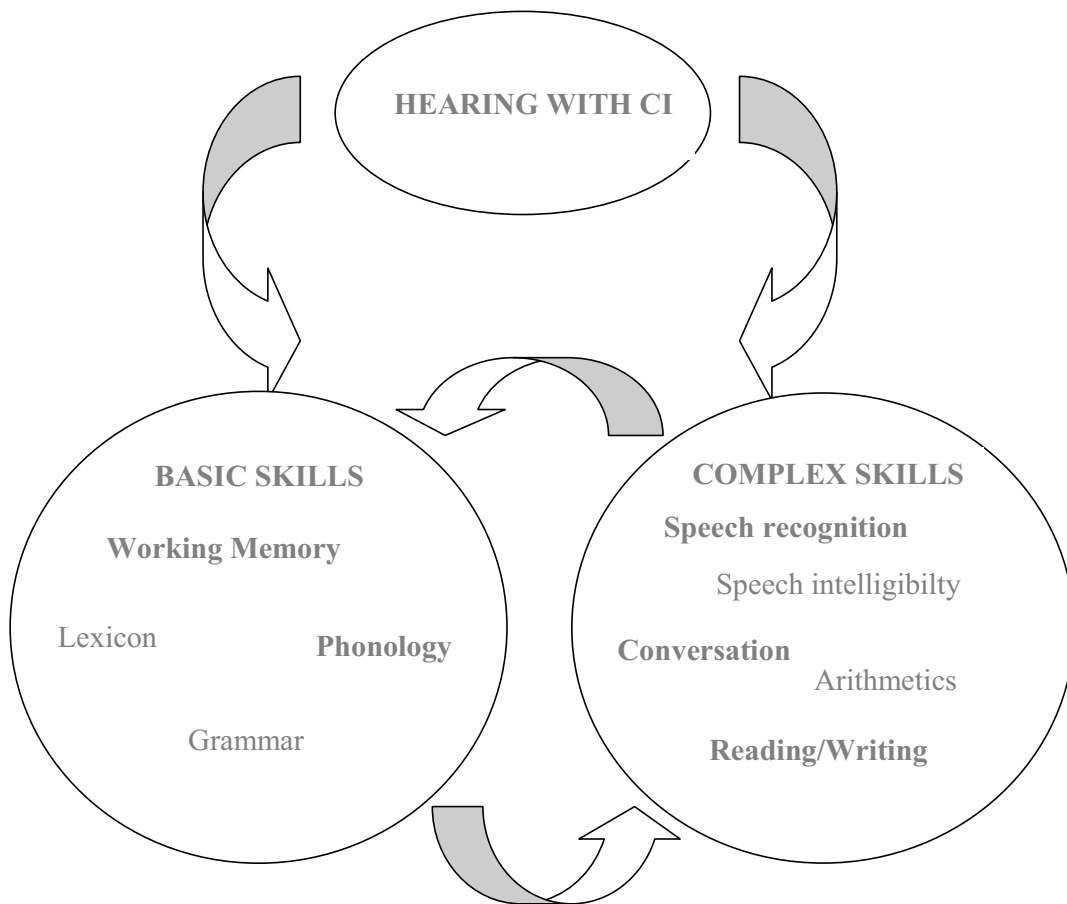 HEARING WITH CI
BASIC SKILLS
Working Memory
Lexicon
Phonology
Grammar
COMPLEX SKILLS
Speech recognition
Speech intelligibilty
Conversation
Arithmetics
Reading/Writing